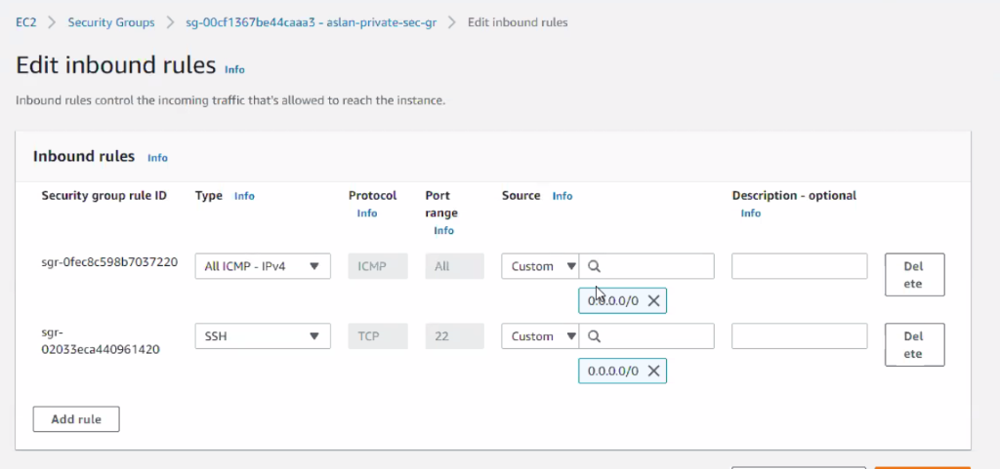 EC2 > Security Groups > sg-00cf1367be44caaa3 - aslan-private-sec-gr > Edit inbound rules
Edit inbound rules Info
Inbound rules control the incoming traffic that's allowed to reach the instance.
Inbound rules Info
Security group rule ID Type Info Protocol Info Port range Info Source Info Description - optional Info
sgr-0fec8c598b7037220 All ICMP - IPv4 ICMP All Custom Delete
0.0.0.0/0
sgr-02033eca440961420 SSH TCP 22 Custom Delete
0.0.0.0/0
Add rule